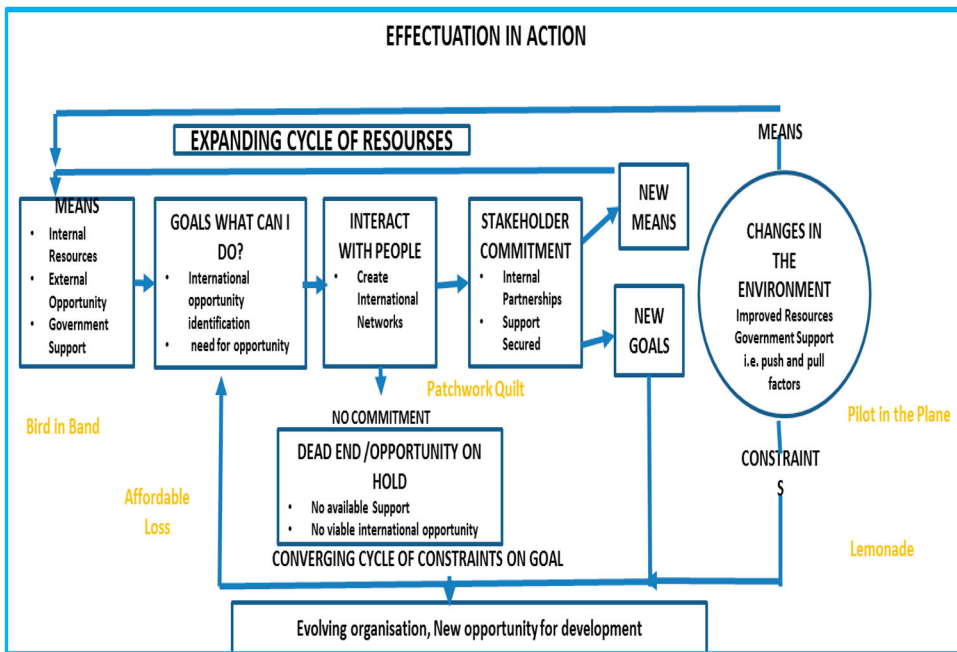 EFFECTUATION IN ACTION
MEANS
EXPANDING CYCLE OF RESOURSES
MEANS
• Internal
Resources
• External
Opportunity
• Government
Support
GOALS WHAT CAN I
DO?
• International
opportunity
identification
• need for opportunity
INTERACT
WITH PEOPLE
• Create
International
Networks
STAKEHOLDER
COMMITMENT
• Internal
Partnerships
• Support
Secured
NEW
MEANS
NEW
GOALS
CHANGES IN
THE
ENVIRONMENT
Improved Resources
Government Support
i.e. push and pull
factors
Bird in Band
Patchwork Quilt
Pilot in the Plane
NO COMMITMENT
DEAD END /OPPORTUNITY ON
HOLD
• No available Support
• No viable international opportunity
CONSTRAINT
S
Affordable
Loss
Lemonade
CONVERGING CYCLE OF CONSTRAINTS ON GOAL
Evolving organisation, New opportunity for development